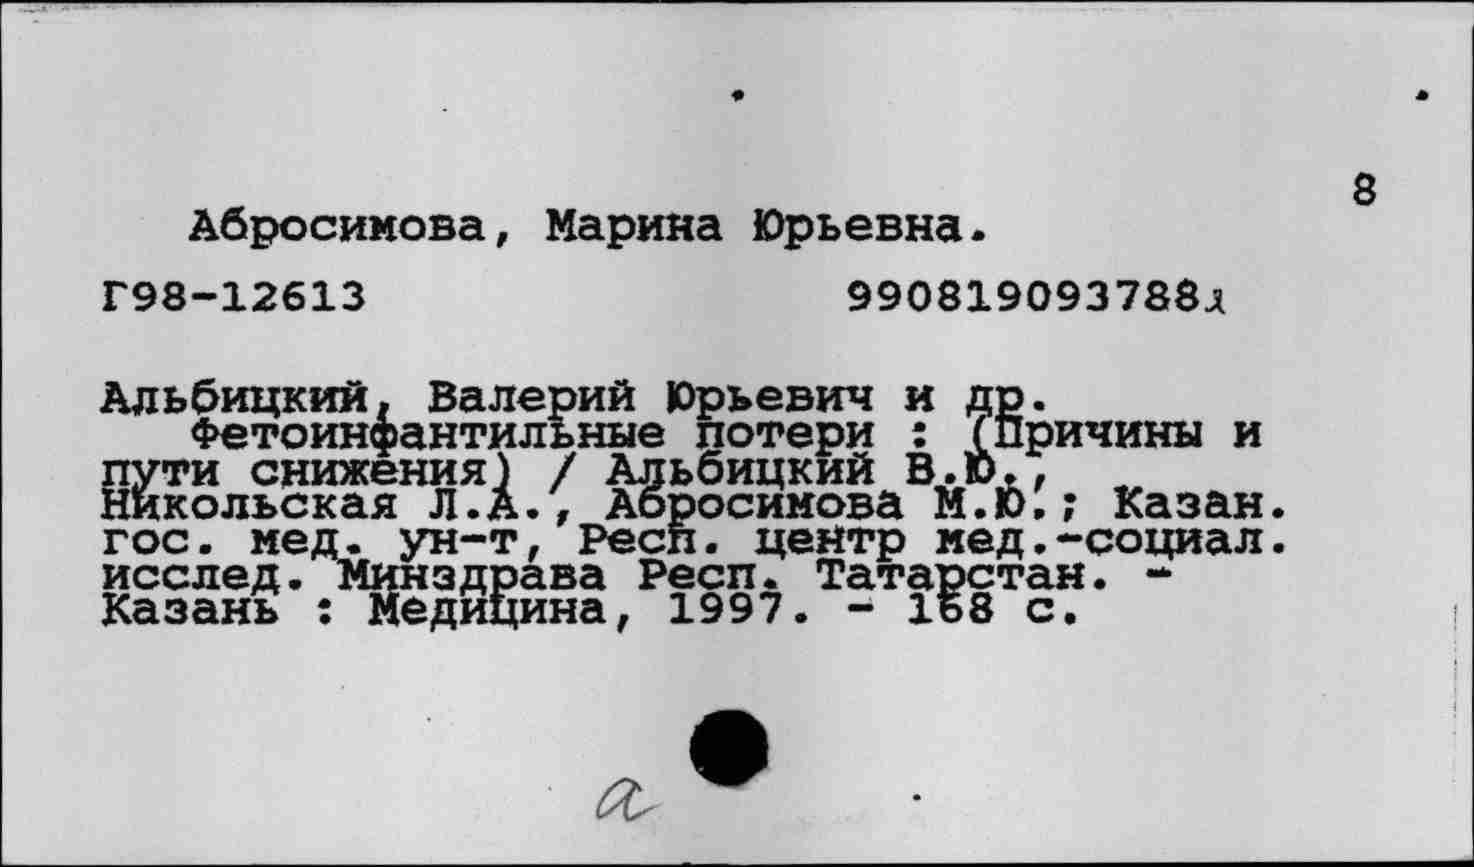 8
Абросимова, Марина Юрьевна.
Г98-12613 990819093788д
Альбицкий, Валерий Юрьевич и др.
Фетоинфантильные потери : (Причины и
пути снижения) / Альбицкий В.Ю.,
Никольская Л.А., Абросимова М.Ю.; Казан.
гос. мед. ун-т, Респ. центр мед.-социал.
исслед. Минздрава Респ. Татарстан. -
Казань : Медицина, 1997. - 168 с.
а